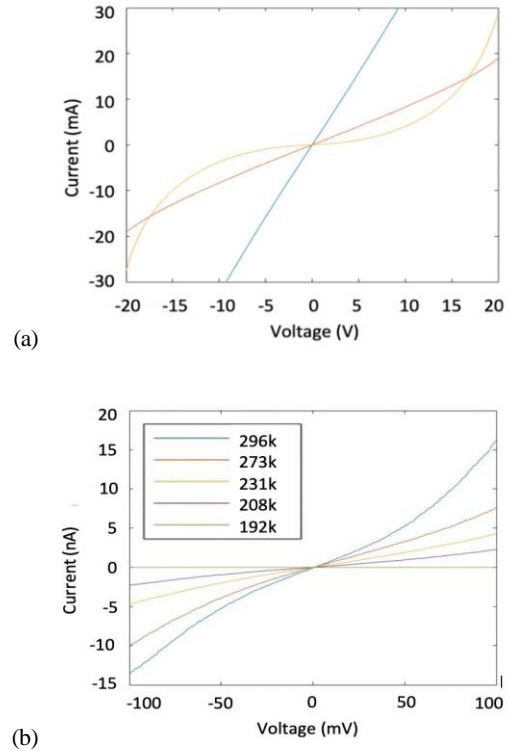 30
20
10
0
-10
-20
-30
Current (mA)
-20 -15 -10 -5 0 5 10 15 20
Voltage (V)
(a)
20
15
10
5
0
-5
-10
-15
Current (nA)
296k
273k
231k
208k
192k
-100 -50 0 50 100
Voltage (mV)
(b)